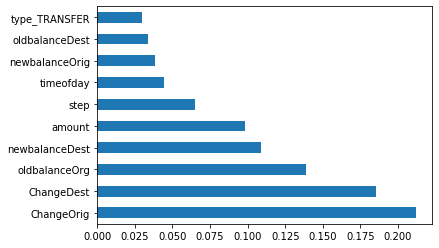 type_TRANSFER
oldbalanceDest
newbalanceOrig
timeofday
step
amount
newbalanceDest
oldbalanceOrg
ChangeDest
ChangeOrig
0.000 0.025 0.050 0.075 0.100 0.125 0.150 0.175 0.200